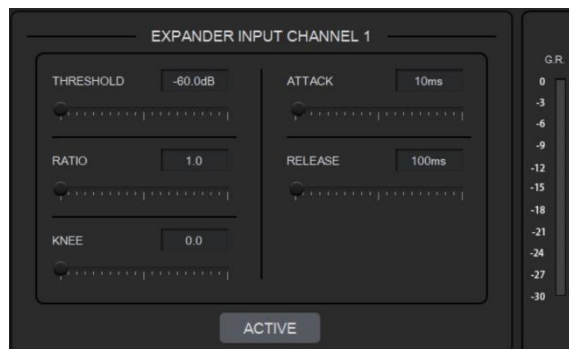 EXPANDER INPUT CHANNEL 1
THRESHOLD -60.0dB
RATIO 1.0
KNEE 0.0
ATTACK 10ms
RELEASE 100ms
ACTIVE
G.R.
0
-3
-6
-9
-12
-15
-18
-21
-24
-27
-30